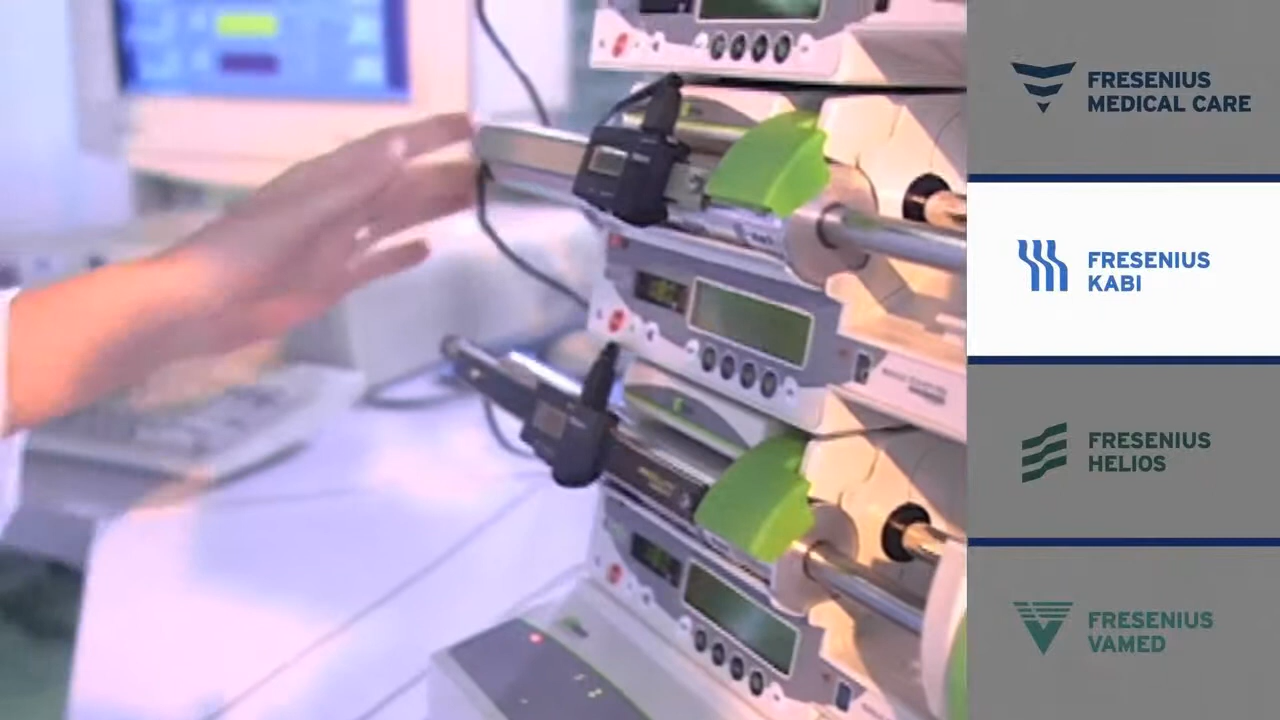 FRESENIUS
MEDICAL CARE
FRESENIUS
KABI
FRESENIUS
HELIOS
FRESENIUS
VAMED